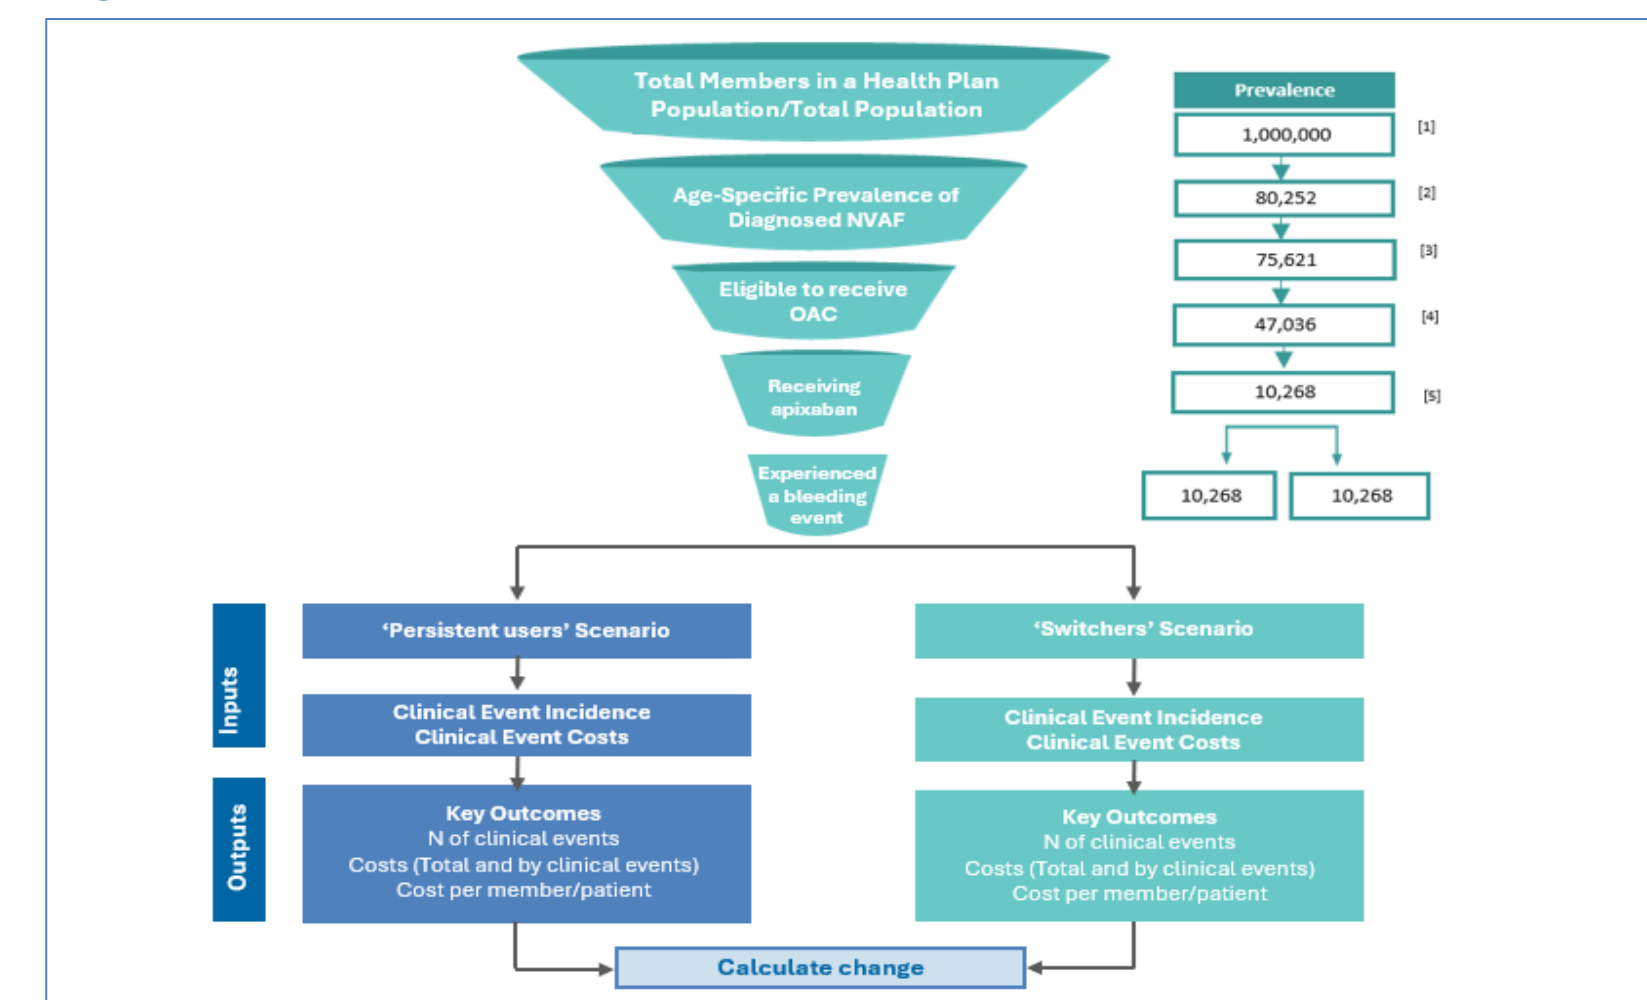 Total Members in a Health Plan
Population/Total Population
Age-Specific Prevalence of
Diagnosed NVAF
Eligible to receive
OAC
Receiving
apixaban
Experienced
a bleeding
event
Prevalence
1,000,000
[1]
80,252
[2]
75,621
[3]
47,036
[4]
10,268
[5]
10,268
10,268
Inputs
‘Persistent users’ Scenario
Clinical Event Incidence
Clinical Event Costs
‘Switchers’ Scenario
Clinical Event Incidence
Clinical Event Costs
Outputs
Key Outcomes
N of clinical events
Costs (Total and by clinical events)
Cost per member/patient
Key Outcomes
N of clinical events
Costs (Total and by clinical events)
Cost per member/patient
Calculate change